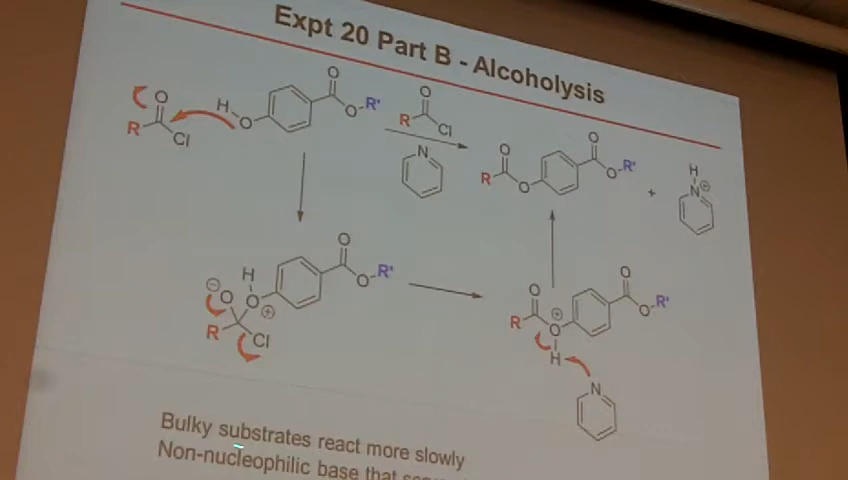 Expt 20 Part B - Alcoholysis
O H O O R' R Cl O
O R Cl
N
O R O O O R'
+
H N ⊕
⊖ O H O ⊕ R Cl O O R'
O R O ⊕ H O O R'
N
Bulky substrates react more slowly
Non-nucleophilic base that